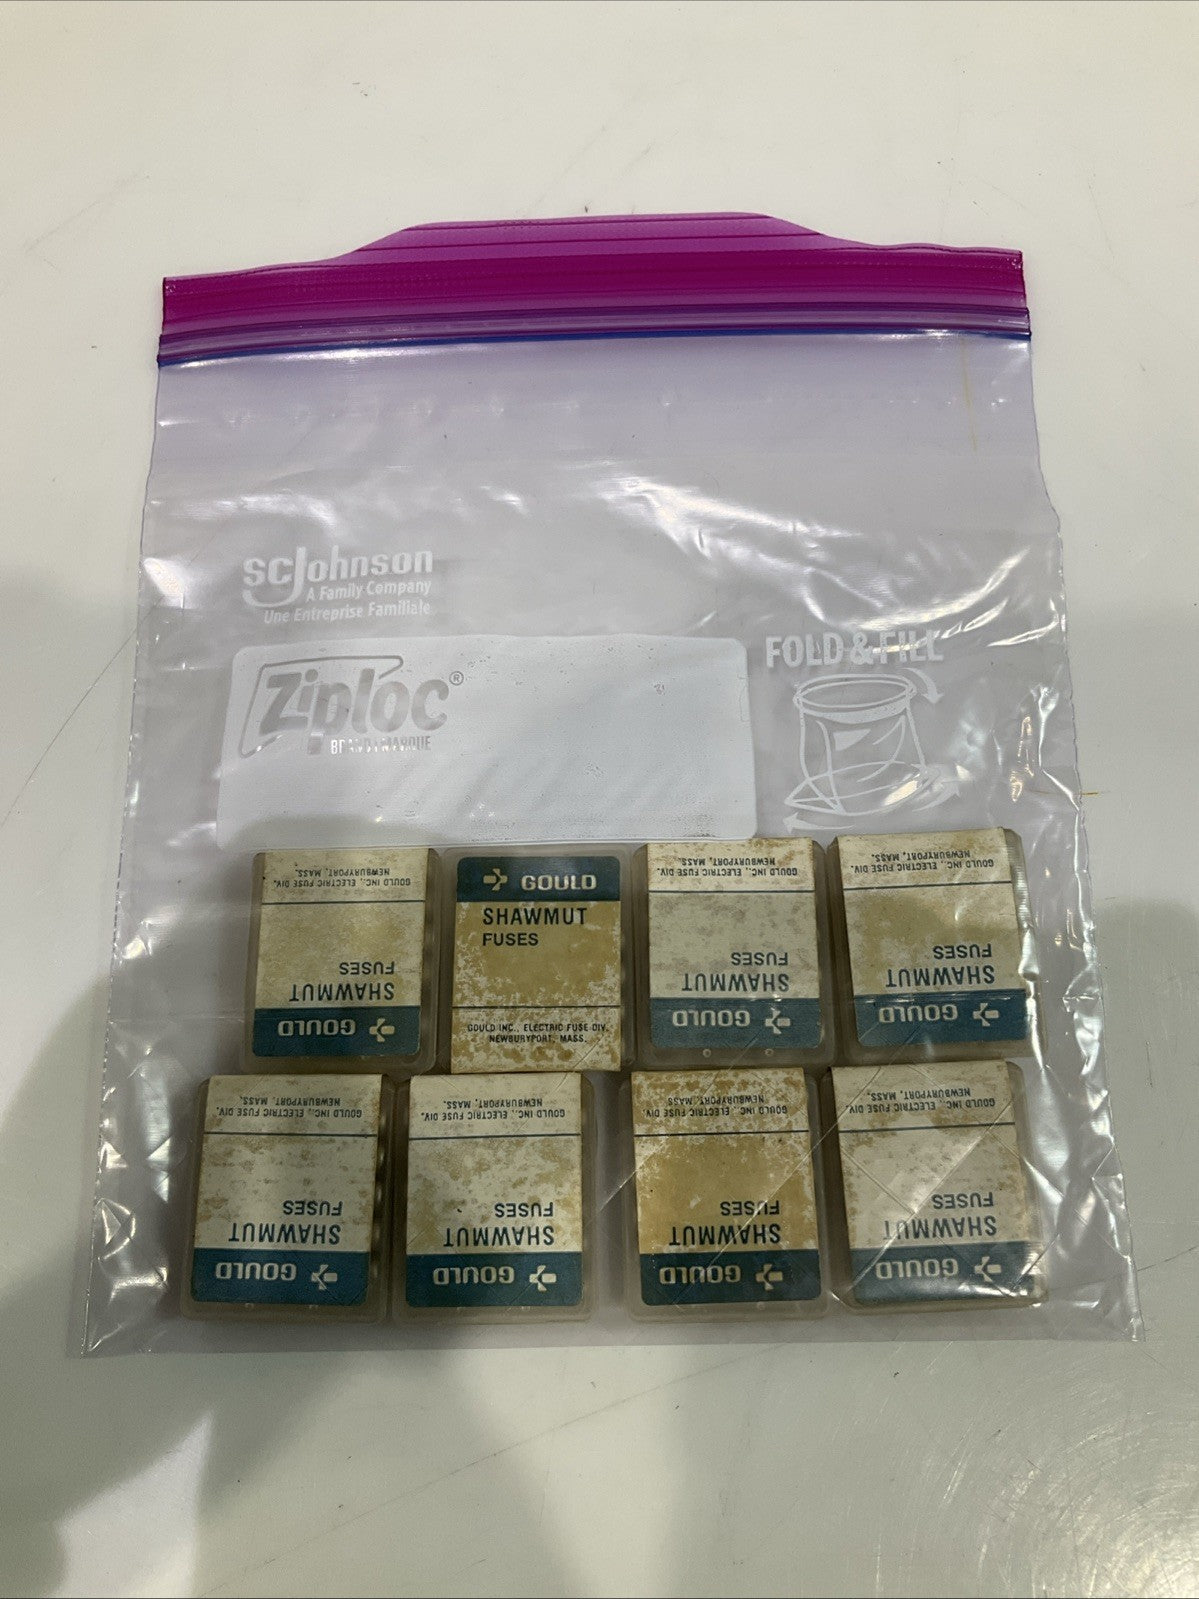 SCJohnson
A Family Company
Une Entreprise Familiale
Ziploc®
BRAND | MARQUE
FOLD & FILL
GOULD INC., ELECTRIC FUSE DIV.
NEWBURYPORT, MASS.
SHAWMUT
FUSES
GOULD
GOULD
SHAWMUT
FUSES
GOULD INC., ELECTRIC FUSE DIV.
NEWBURYPORT, MASS.
GOULD
SHAWMUT
FUSES
GOULD INC., ELECTRIC FUSE DIV.
NEWBURYPORT, MASS.
GOULD
SHAWMUT
FUSES
GOULD INC., ELECTRIC FUSE DIV.
NEWBURYPORT, MASS.
GOULD
SHAWMUT
FUSES
GOULD INC., ELECTRIC FUSE DIV.
NEWBURYPORT, MASS.
GOULD
SHAWMUT
FUSES
GOULD INC., ELECTRIC FUSE DIV.
NEWBURYPORT, MASS.
GOULD
SHAWMUT
FUSES
GOULD INC., ELECTRIC FUSE DIV.
NEWBURYPORT, MASS.
GOULD
SHAWMUT
FUSES
GOULD INC., ELECTRIC FUSE DIV.
NEWBURYPORT, MASS.